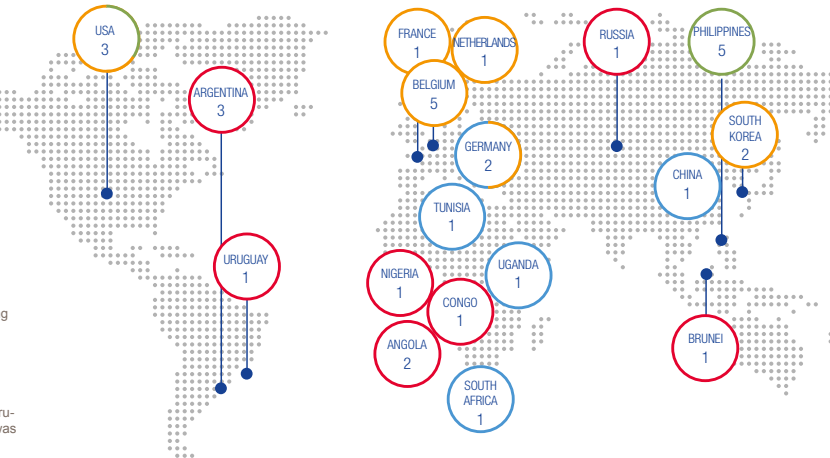 USA
3
ARGENTINA
3
URUGUAY
1
FRANCE
1
NETHERLANDS
1
BELGIUM
5
GERMANY
2
TUNISIA
1
NIGERIA
1
UGANDA
1
CONGO
1
ANGOLA
2
SOUTH
AFRICA
1
RUSSIA
1
PHILIPPINES
5
SOUTH
KOREA
2
CHINA
1
BRUNEI
1